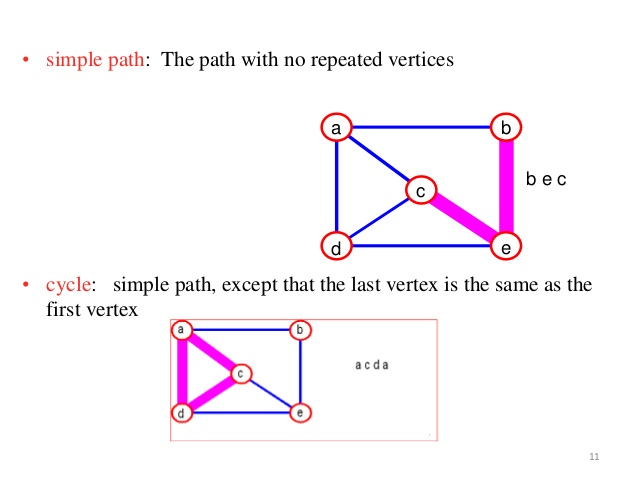 • simple path: The path with no repeated vertices
a
b
c
b e c
d
e
• cycle: simple path, except that the last vertex is the same as the
first vertex
a
b
a c d a
c
d
e
11